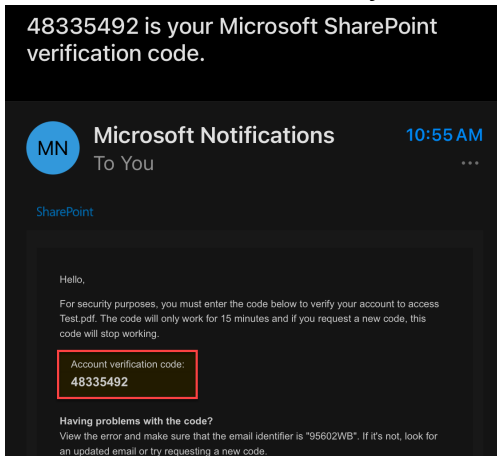 48335492 is your Microsoft SharePoint
verification code.
MN
Microsoft Notifications
10:55 AM
To You
...
SharePoint
Hello,
For security purposes, you must enter the code below to verify your account to access
Test.pdf. The code will only work for 15 minutes and if you request a new code, this
code will stop working.
Account verification code:
48335492
Having problems with the code?
View the error and make sure that the email identifier is "95602WB". If it's not, look for
an updated email or try requesting a new code.